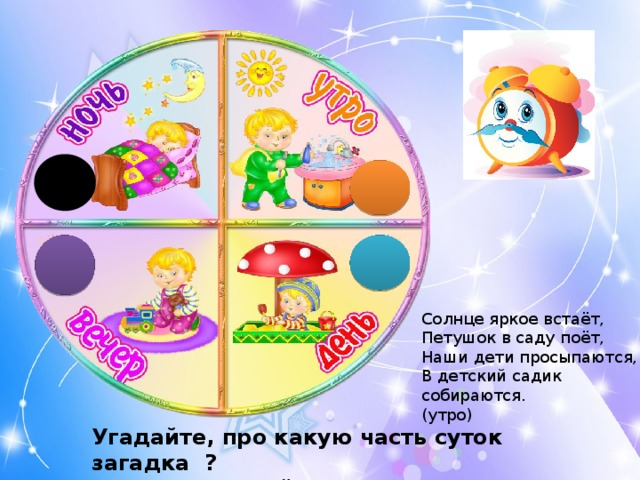 ночь
утро
вечер
день
Солнце яркое встаёт,
Петушок в саду поёт,
Наши дети просыпаются,
В детский садик
собираются.
(утро)
Угадайте, про какую часть суток
загадка ?